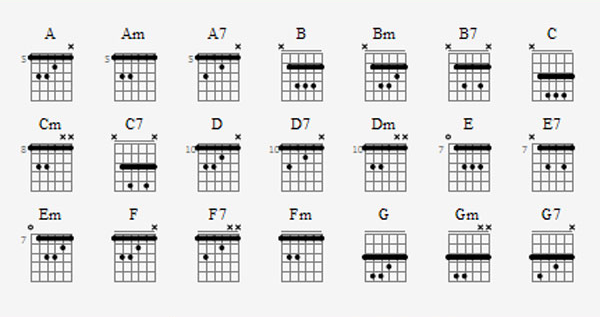 A Am A7 B Bm B7 C
x x x x x x
5 5 5
Cm C7 D D7 Dm E E7
x x x x x x x x o x
8 10 10 10 7 7
Em F F7 Fm G Gm G7
o x x x x x x
7